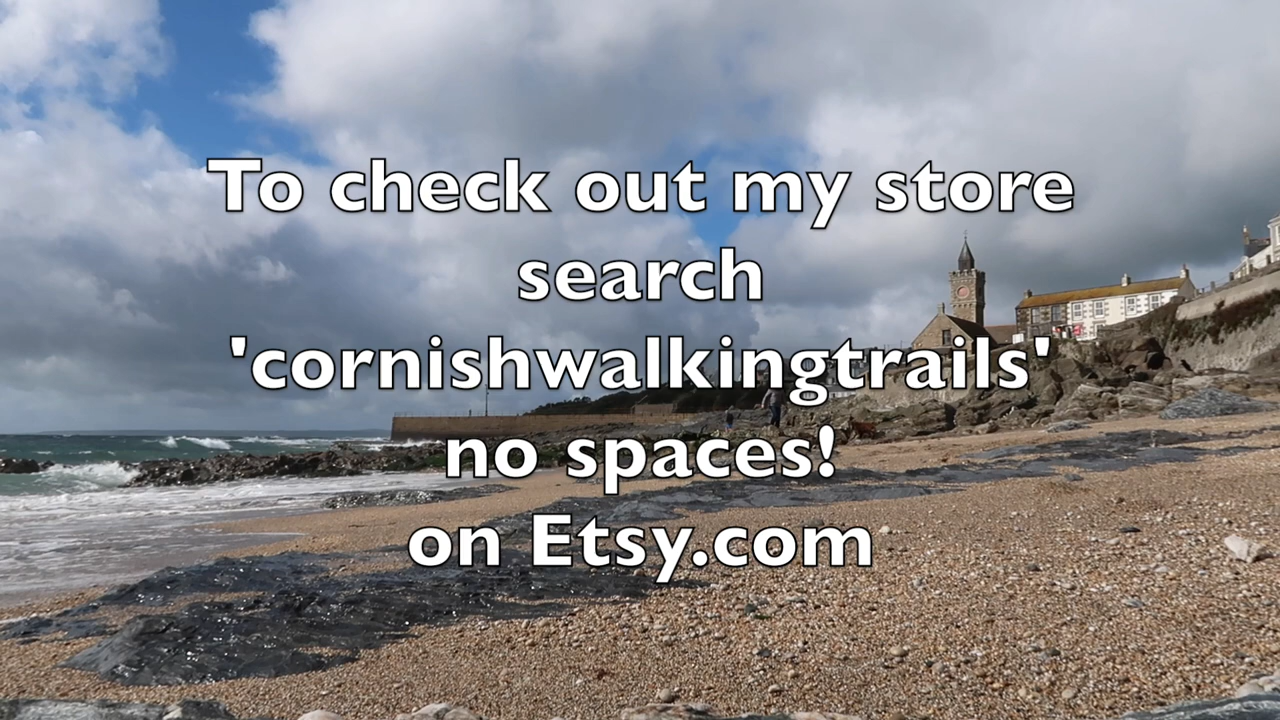 To check out my store
search
'cornishwalkingtrails'
no spaces!
on Etsy.com